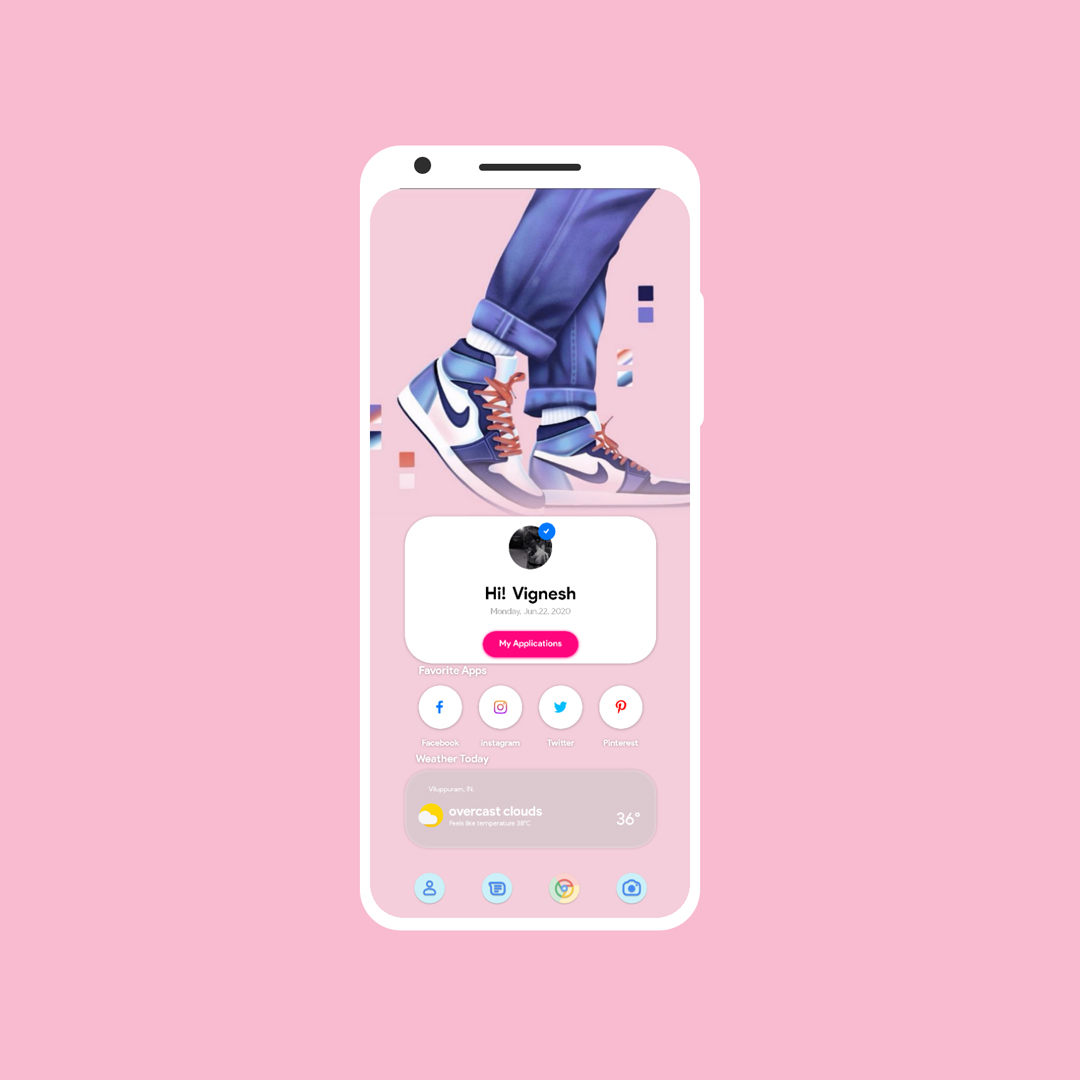 Hi! Vignesh
Monday, Jun.22, 2020
My Applications
Favorite Apps
Facebook
Instagram
Twitter
Pinterest
Weather Today
Viluppuram, IN
overcast clouds
Feels like temperature 38°C
36°